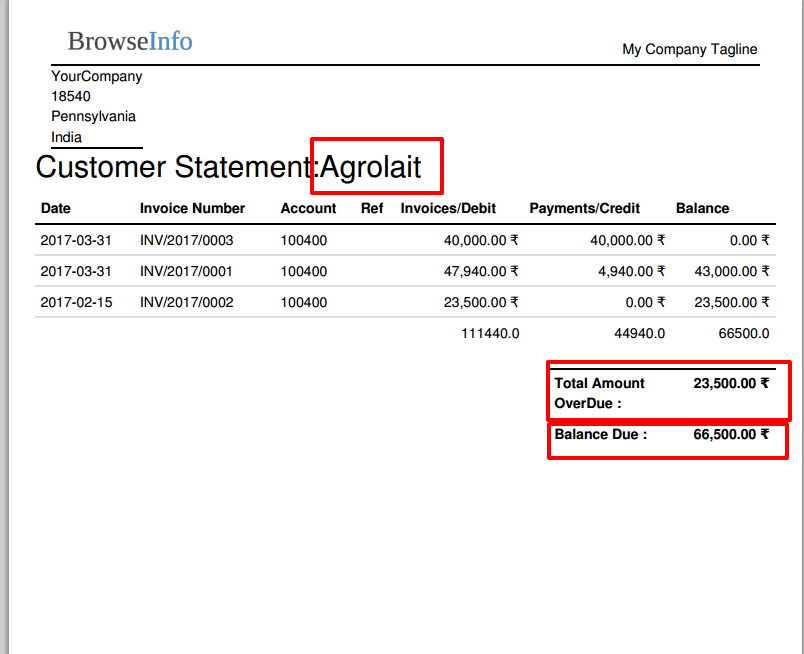 BrowseInfo
My Company Tagline
YourCompany
18540
Pennsylvania
India
Customer Statement:Agrolait
Date Invoice Number Account Ref Invoices/Debit Payments/Credit Balance
2017-03-31 INV/2017/0003 100400 40,000.00 ₹ 40,000.00 ₹ 0.00 ₹
2017-03-31 INV/2017/0001 100400 47,940.00 ₹ 4,940.00 ₹ 43,000.00 ₹
2017-02-15 INV/2017/0002 100400 23,500.00 ₹ 0.00 ₹ 23,500.00 ₹
111440.0 44940.0 66500.0
Total Amount 23,500.00 ₹
OverDue :
Balance Due : 66,500.00 ₹